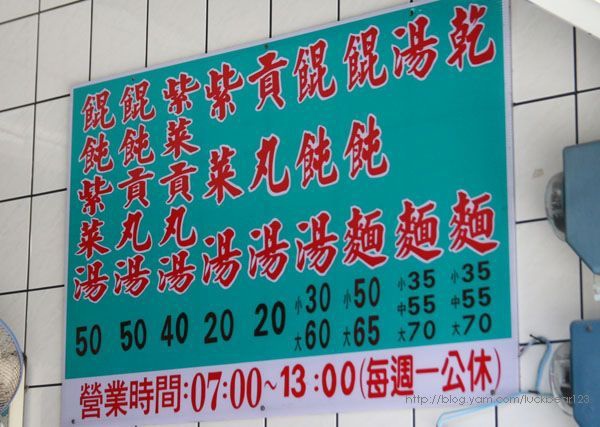 乾麵 小35 中55 大70
湯麵 小35 中55 大70
餛飩麵 小50 大65
餛飩湯 小30 大60
貢丸湯 20
紫菜湯 20
紫菜貢丸湯 40
餛飩貢丸湯 50
餛飩紫菜湯 50
營業時間:07:00~13:00(每週一公休)
http://blog.yam.com/luckbear123